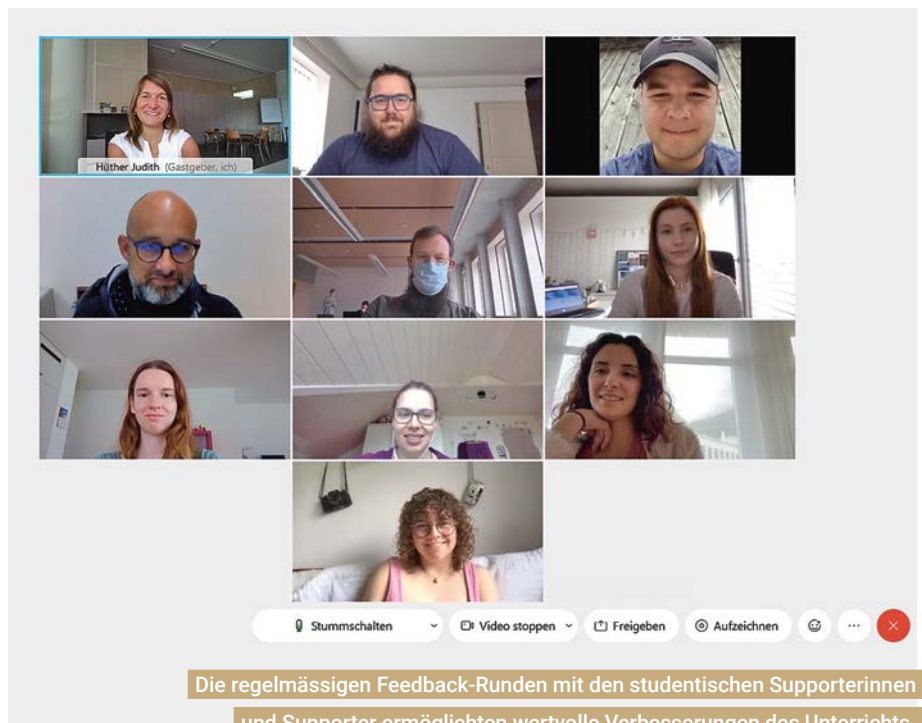 Hüther Judith (Gastgeber, ich)
Stummschalten
Video stoppen
Freigeben
Aufzeichnen
Die regelmässigen Feedback-Runden mit den studentischen Supporterinnen
und Supporter ermöglichten wertvolle Verbesserungen des Unterrichts.